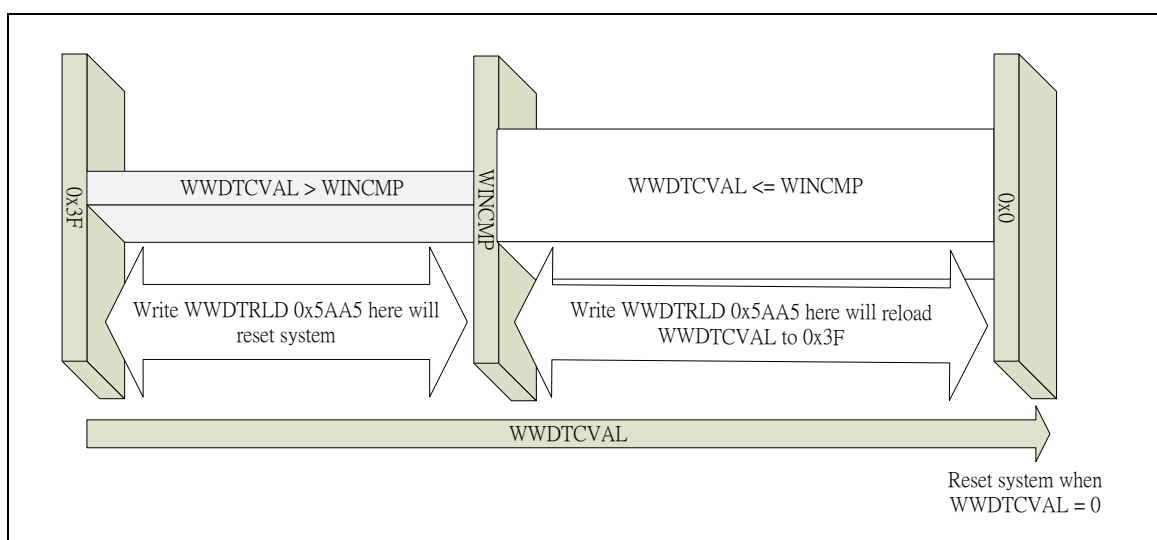 0x3F
WWDTCVAL > WINCMP
WINCMP
WWDTCVAL <= WINCMP
0x0
Write WWDTRLD 0x5AA5 here will
reset system
Write WWDTRLD 0x5AA5 here will reload
WWDTCVAL to 0x3F
WWDTCVAL
Reset system when
WWDTCVAL = 0